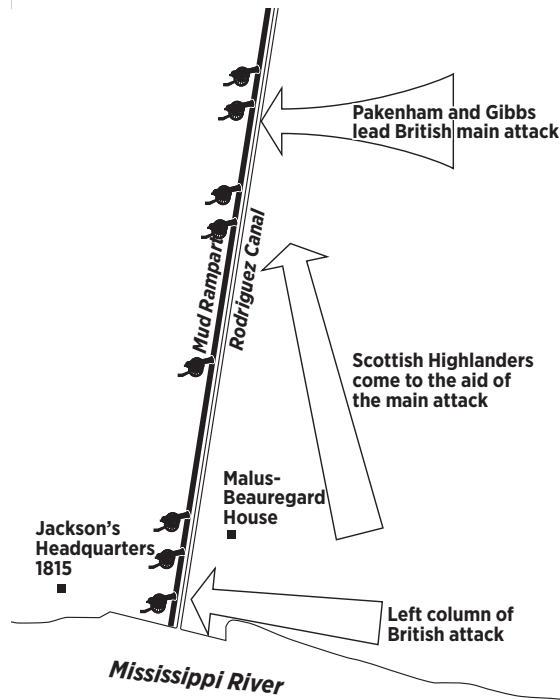 Pakenham and Gibbs
lead British main attack
Mud Rampart
Rodriguez Canal
Scottish Highlanders
come to the aid of
the main attack
Malus-
Beauregard
House
Jackson's
Headquarters
1815
Left column of
British attack
Mississippi River